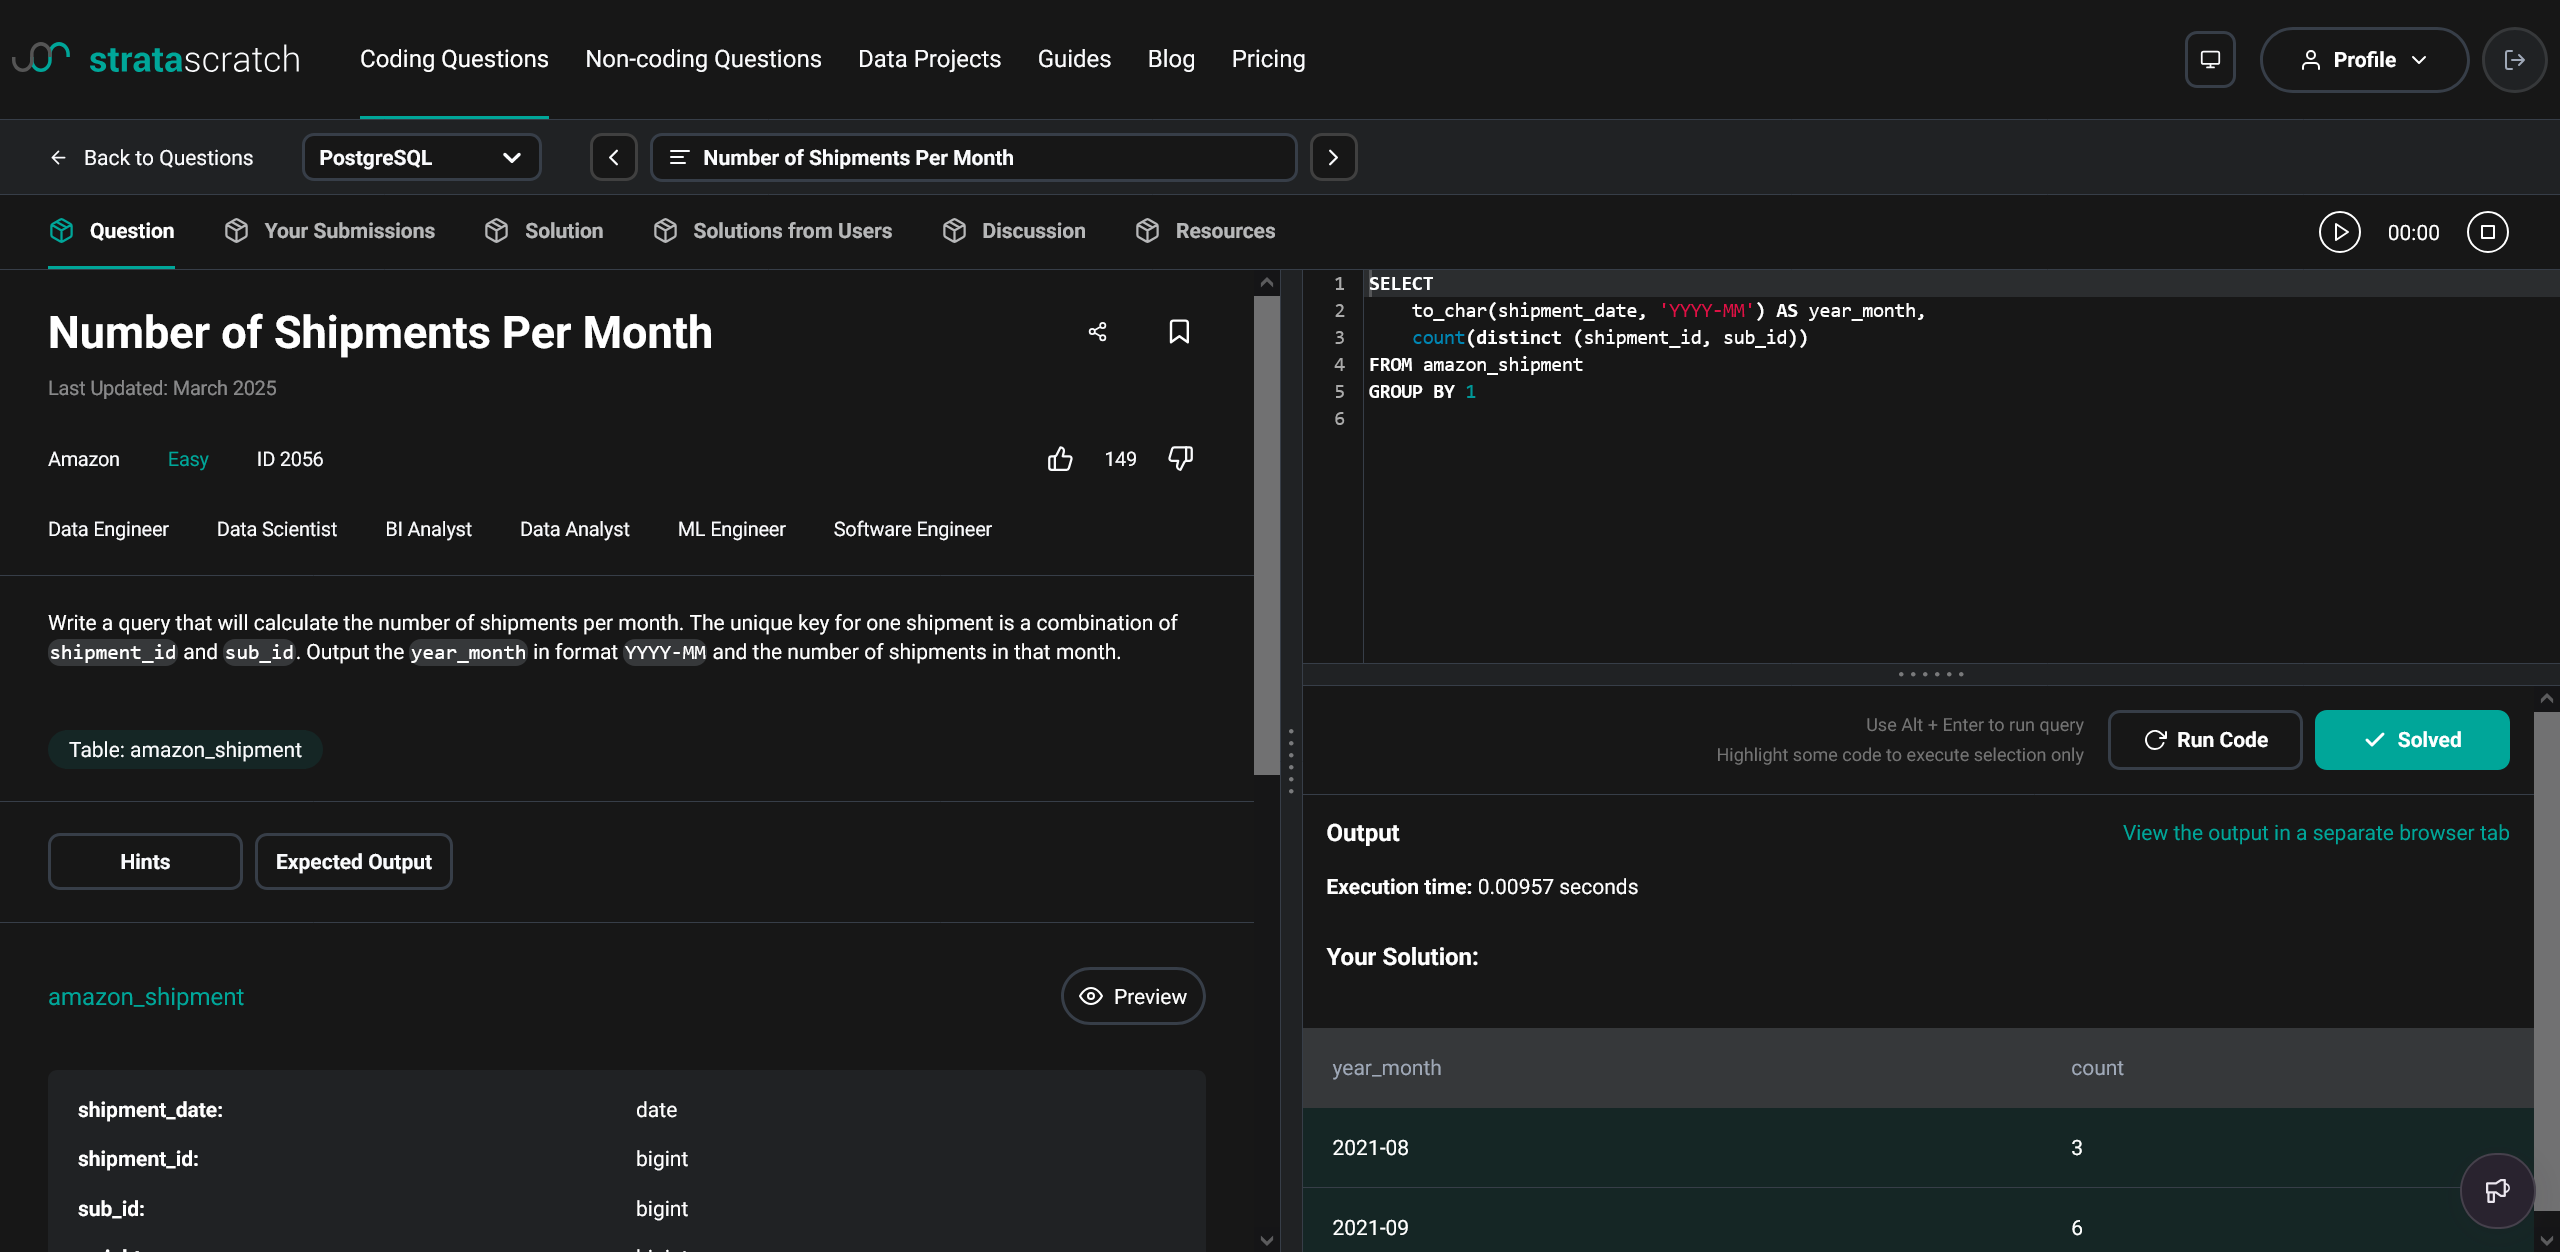 stratascratch
Coding Questions
Non-coding Questions
Data Projects
Guides
Blog
Pricing
Profile
Back to Questions
PostgreSQL
Number of Shipments Per Month
Question
Your Submissions
Solution
Solutions from Users
Discussion
Resources
00:00
Number of Shipments Per Month
Last Updated: March 2025
Amazon
Easy
ID 2056
149
Data Engineer
Data Scientist
BI Analyst
Data Analyst
ML Engineer
Software Engineer
Write a query that will calculate the number of shipments per month. The unique key for one shipment is a combination of
shipment_id and sub_id. Output the year_month in format YYYY-MM and the number of shipments in that month.
Table: amazon_shipment
Hints
Expected Output
amazon_shipment
Preview
shipment_date: date
shipment_id: bigint
sub_id: bigint
1 SELECT
2 to_char(shipment_date, 'YYYY-MM') AS year_month,
3 count(distinct (shipment_id, sub_id))
4 FROM amazon_shipment
5 GROUP BY 1
6
Use Alt + Enter to run query
Highlight some code to execute selection only
Run Code
Solved
Output
View the output in a separate browser tab
Execution time: 0.00957 seconds
Your Solution:
year_month count
2021-08 3
2021-09 6